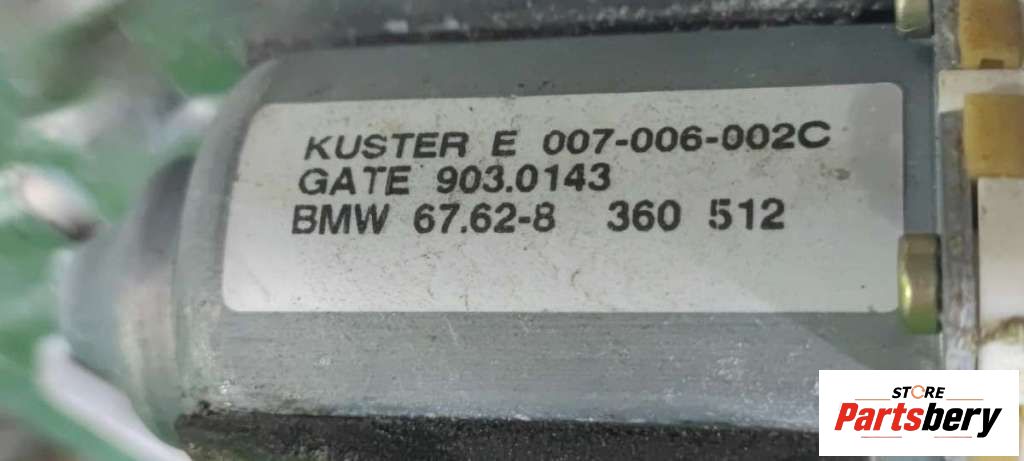 KUSTER E 007-006-002C
GATE 903.0143
BMW 67.62-8 360 512
STORE
Partsbery